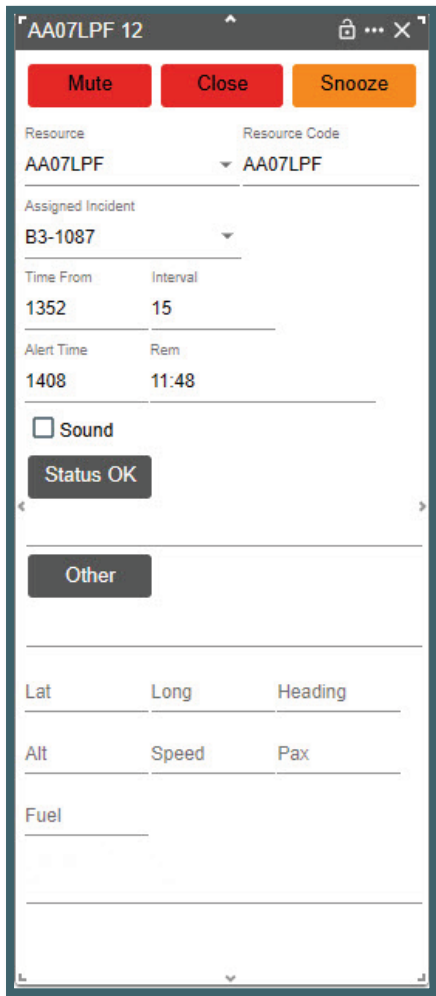 AA07LPF 12
Mute Close Snooze
Resource Resource Code
AA07LPF AA07LPF
Assigned Incident
B3-1087
Time From Interval
1352 15
Alert Time Rem
1408 11:48
Sound
Status OK
Other
Lat Long Heading
Alt Speed Pax
Fuel